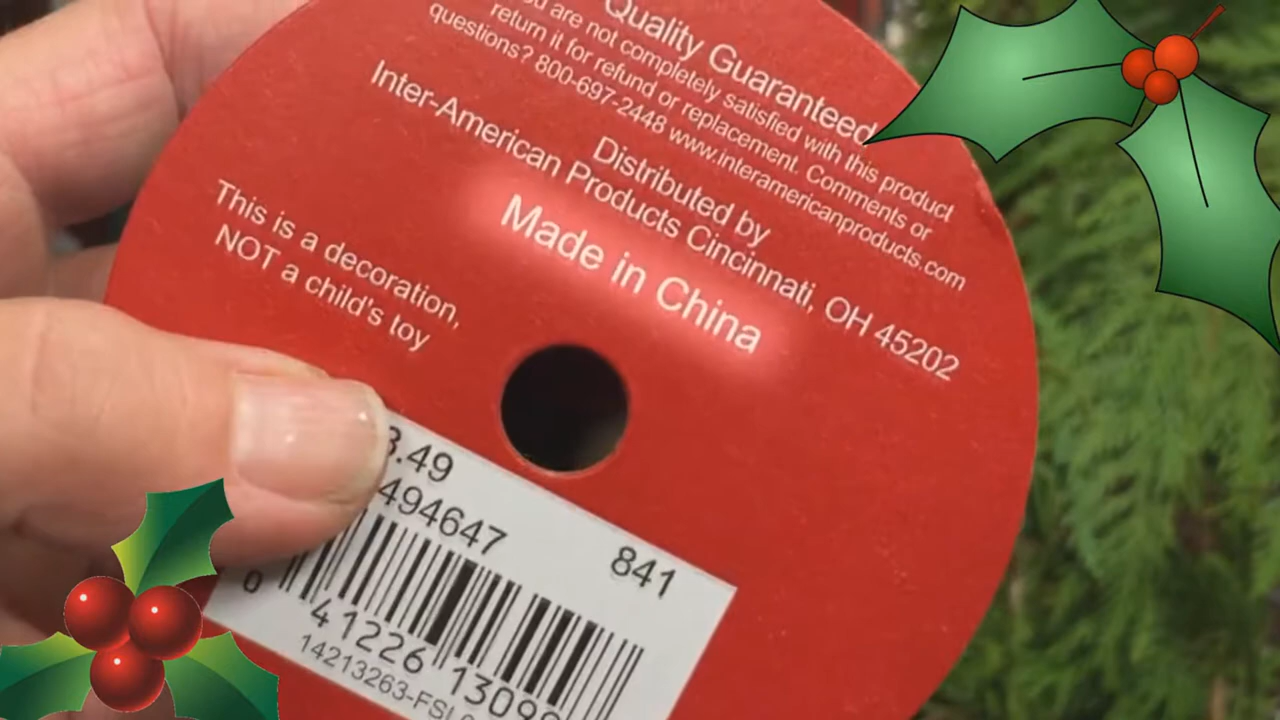 Quality Guaranteed
are not completely satisfied with this product
return it for refund or replacement. Comments or
questions? 800-697-2448 www.interamericanproducts.com
Distributed by
Inter-American Products Cincinnati, OH 45202
Made in China
This is a decoration,
NOT a child's toy
.49
494647 841
0 41226 1309
14213263-FSL